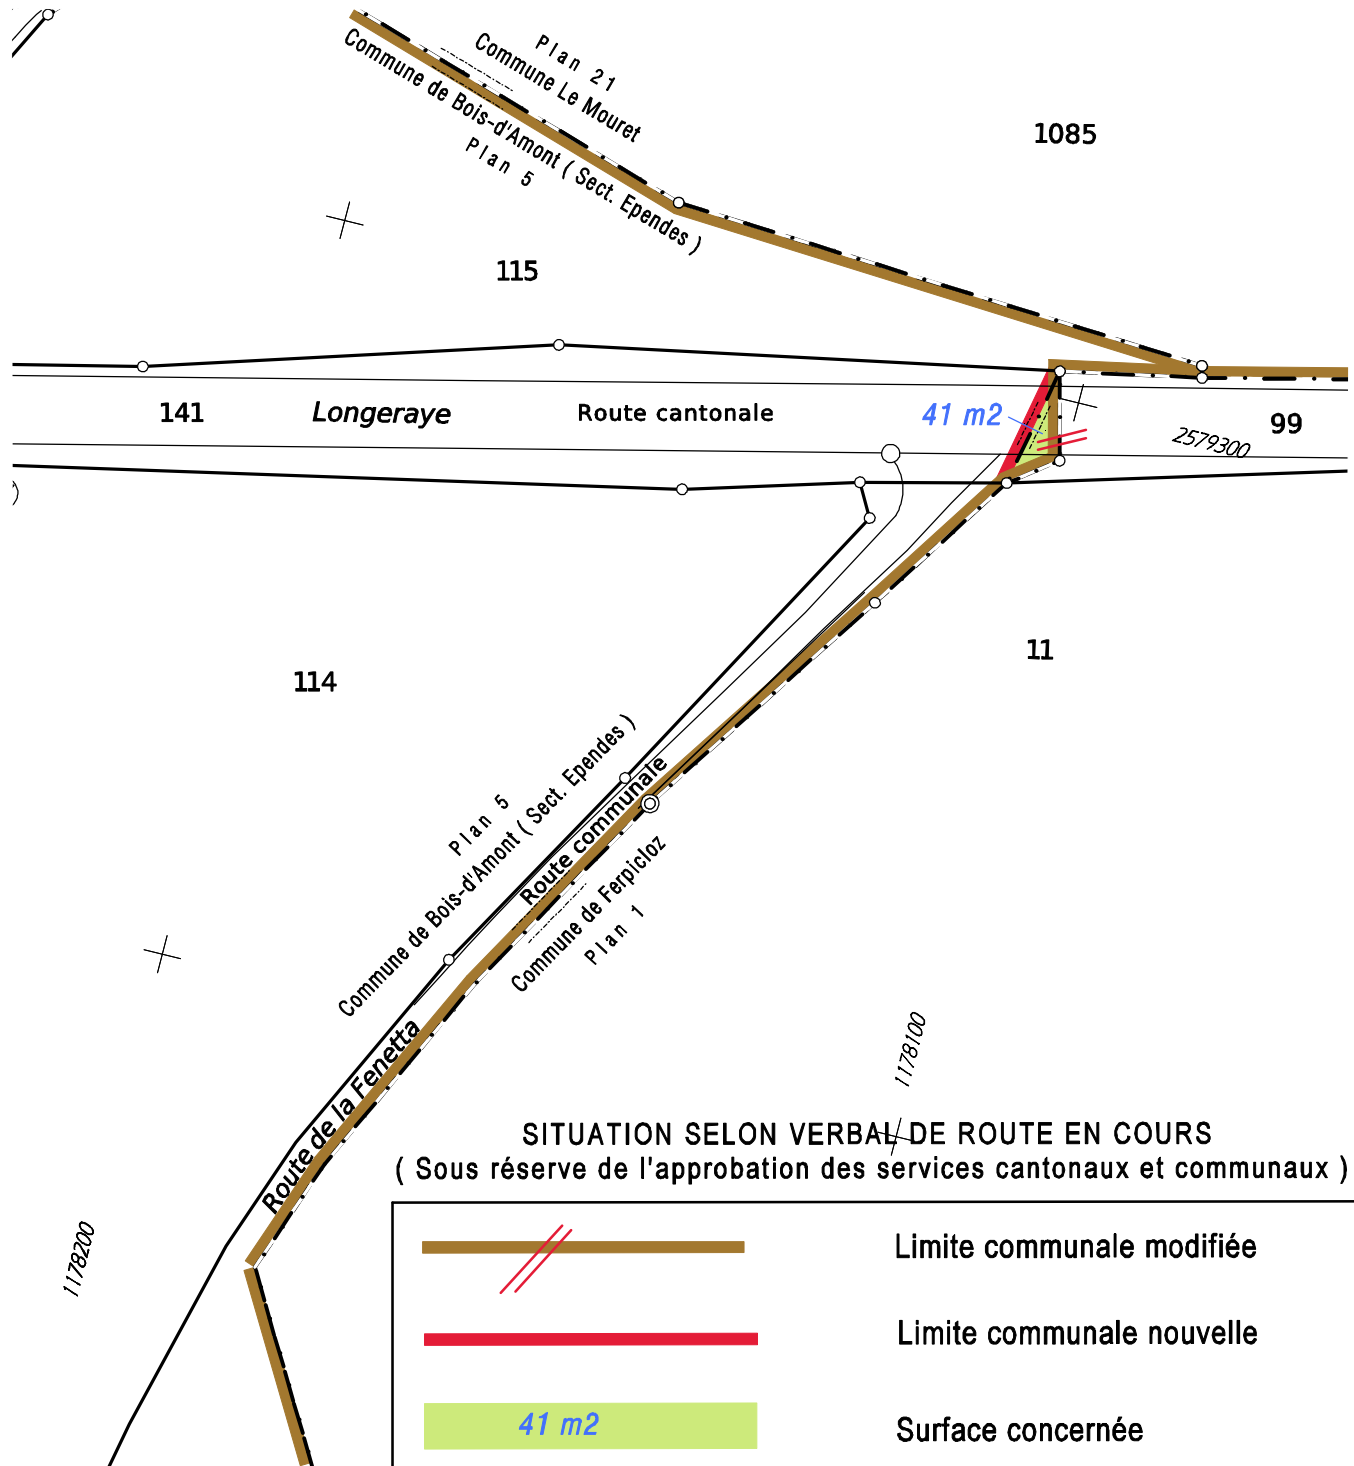 Plan 21
Commune Le Mouret
Commune de Bois-d'Amont ( Sect. Ependes )
Plan 5
1085
115
141
Longeraye
Route cantonale
41 m2
99
2579300
11
114
Plan 5
Commune de Bois-d'Amont ( Sect. Ependes )
Route communale
Commune de Ferpicloz
Plan 1
Route de la Fenetta
1178100
1178200
SITUATION SELON VERBAL DE ROUTE EN COURS
( Sous réserve de l'approbation des services cantonaux et communaux )
Limite communale modifiée
Limite communale nouvelle
41 m2
Surface concernée